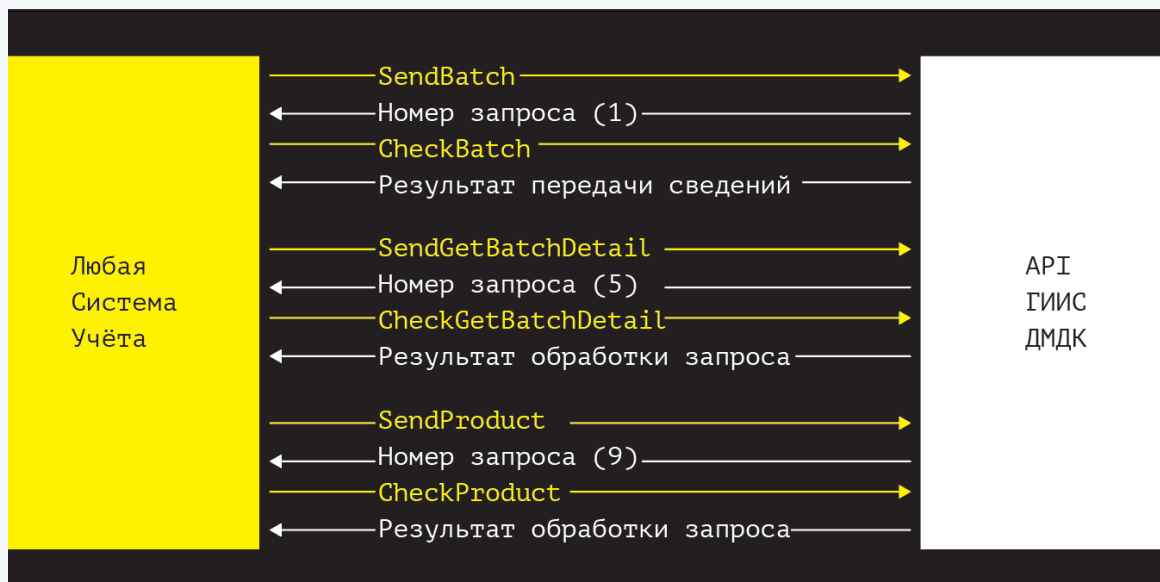 Любая
Система
Учёта
SendBatch
Номер запроса (1)
CheckBatch
Результат передачи сведений
SendGetBatchDetail
Номер запроса (5)
CheckGetBatchDetail
Результат обработки запроса
SendProduct
Номер запроса (9)
CheckProduct
Результат обработки запроса
API
ГИИС
ДМДК